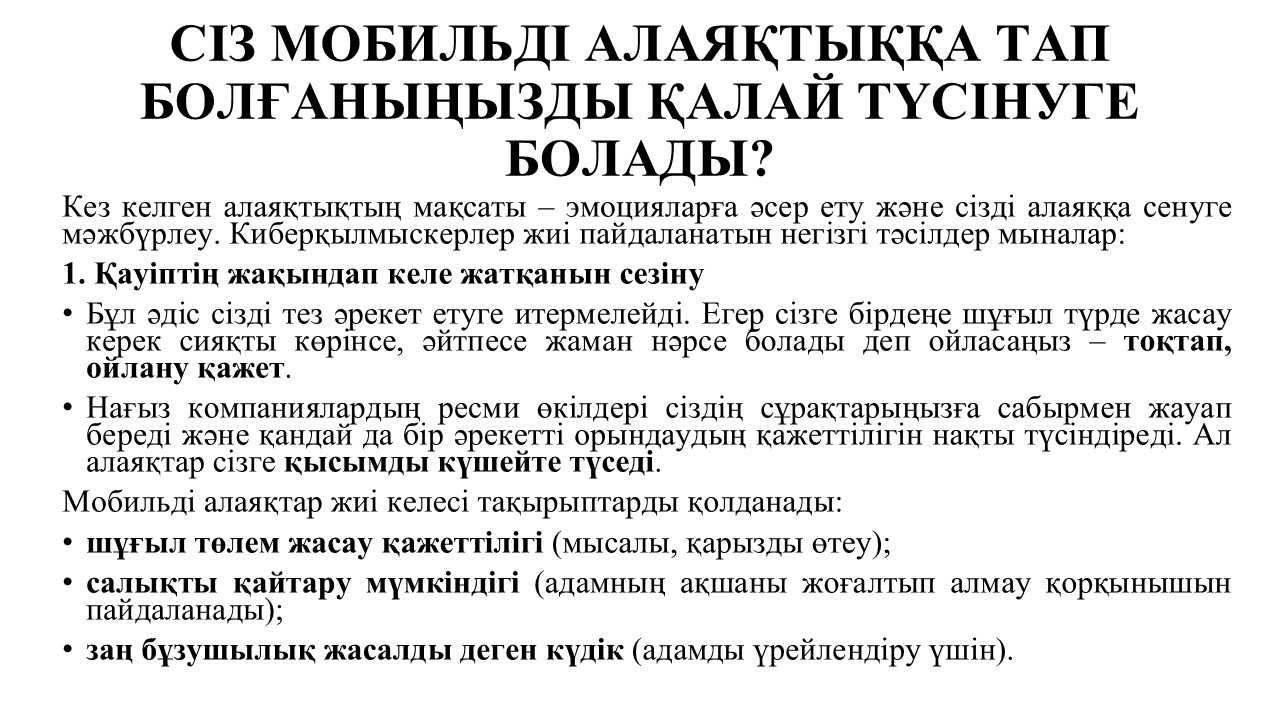 СІЗ МОБИЛЬДІ АЛАЯҚТЫҚҚА ТАП
БОЛҒАНЫҢЫЗДЫ ҚАЛАЙ ТҮСІНУГЕ
БОЛАДЫ?
Кез келген алаяқтықтың мақсаты – эмоцияларға әсер ету және сізді алаяққа сенуге
мәжбүрлеу. Киберқылмыскерлер жиі пайдаланатын негізгі тәсілдер мыналар:
1. Қауіптің жақындап келе жатқанын сезіну
• Бұл әдіс сізді тез әрекет етуге итермелейді. Егер сізге бірдеңе шұғыл түрде жасау
керек сияқты көрінсе, әйтпесе жаман нәрсе болады деп ойласаңыз – тоқтап,
ойлану қажет.
• Нағыз компаниялардың ресми өкілдері сіздің сұрақтарыңызға сабырмен жауап
береді және қандай да бір әрекетті орындаудың қажеттілігін нақты түсіндіреді. Ал
алаяқтар сізге қысымды күшейте түседі.
Мобильді алаяқтар жиі келесі тақырыптарды қолданады:
• шұғыл төлем жасау қажеттілігі (мысалы, қарызды өтеу);
• салықты қайтару мүмкіндігі (адамның ақшаны жоғалтып алмау қорқынышын
пайдаланады);
• заң бұзушылық жасалды деген күдік (адамды үрейлендіру үшін).